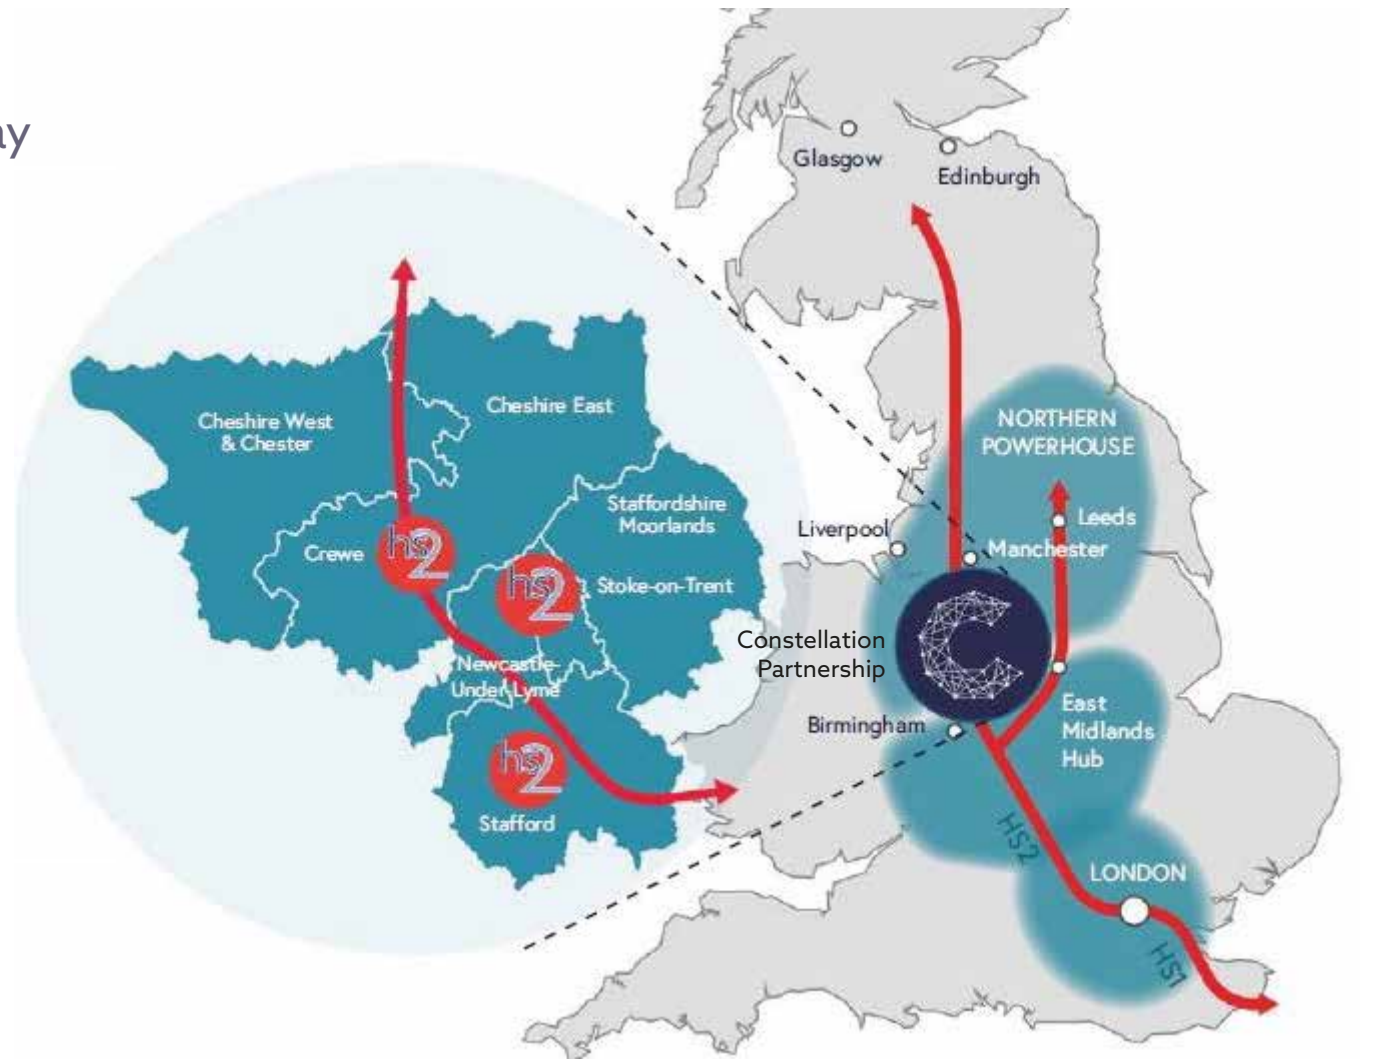 ay
Glasgow
Edinburgh
NORTHERN
POWERHOUSE
Cheshire West
& Chester
Cheshire East
Staffordshire
Moorlands
Liverpool
Leeds
Manchester
Crewe
hs2
hs2
Stoke-on-Trent
Constellation
Partnership
C
Newcastle-
Under-Lyme
Birmingham
East
Midlands
Hub
hs2
Stafford
HS2
LONDON
HS1